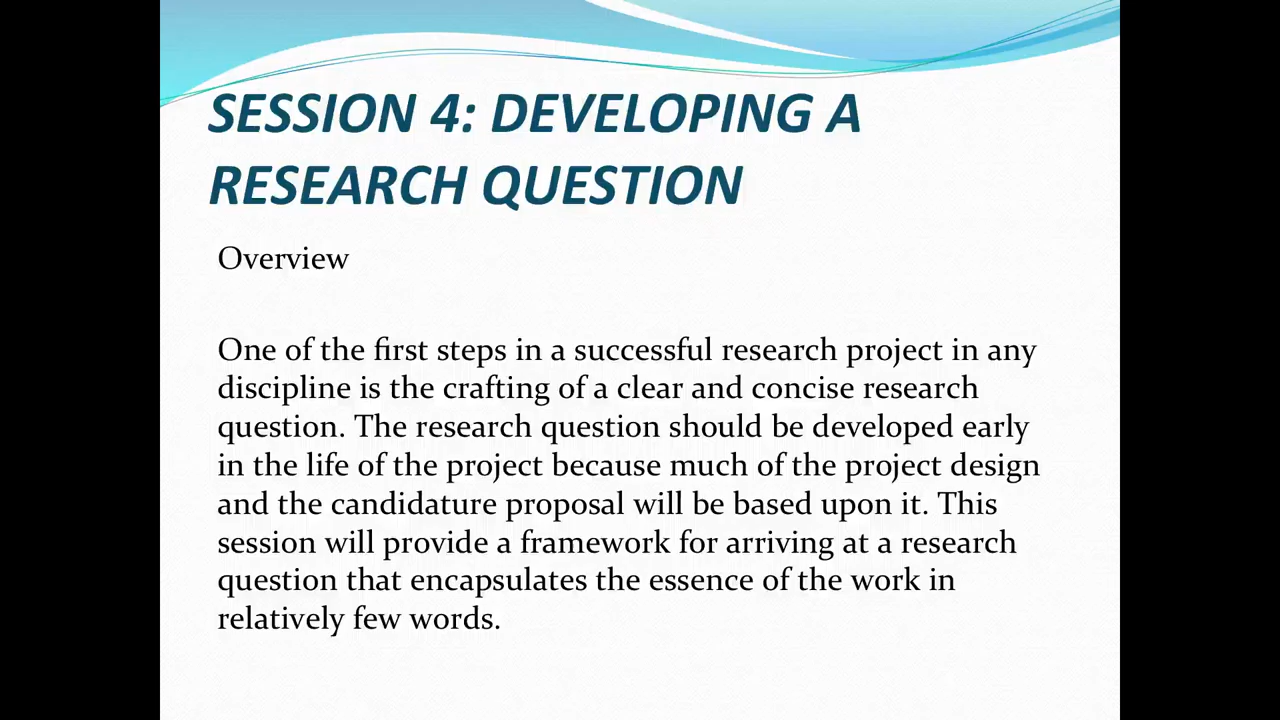 SESSION 4: DEVELOPING A
RESEARCH QUESTION
Overview
One of the first steps in a successful research project in any
discipline is the crafting of a clear and concise research
question. The research question should be developed early
in the life of the project because much of the project design
and the candidature proposal will be based upon it. This
session will provide a framework for arriving at a research
question that encapsulates the essence of the work in
relatively few words.